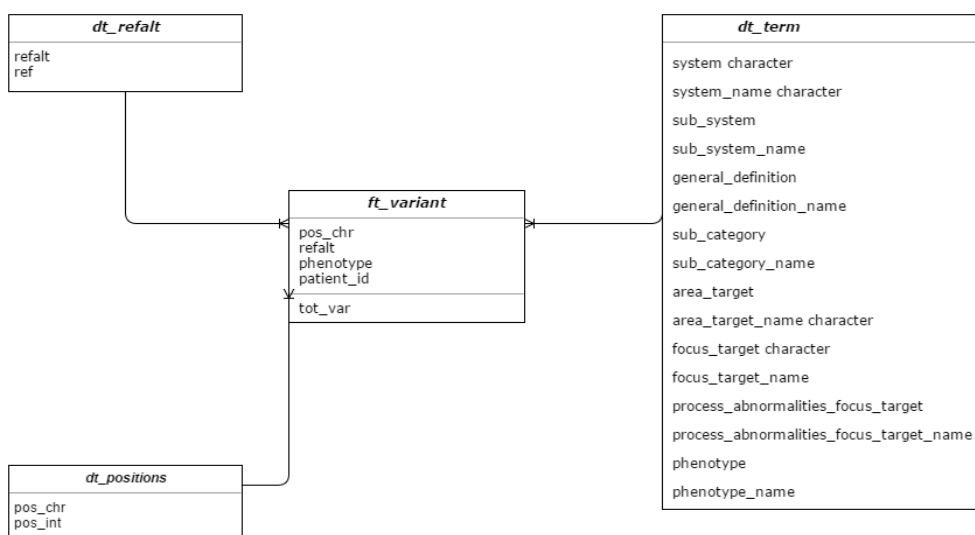 dt_refalt
refalt
ref
ft_variant
pos_chr
refalt
phenotype
patient_id
tot_var
dt_positions
pos_chr
pos_int
dt_term
system character
system_name character
sub_system
sub_system_name
general_definition
general_definition_name
sub_category
sub_category_name
area_target
area_target_name character
focus_target character
focus_target_name
process_abnormalities_focus_target
process_abnormalities_focus_target_name
phenotype
phenotype_name